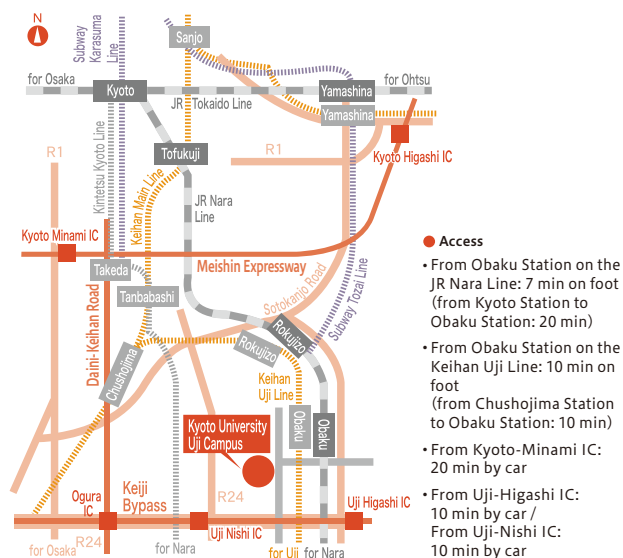 N
Subway
Karasuma
Line
Sanjo
for Osaka
Kyoto
JR Tokaido Line
Yamashina
for Ohtsu
Yamashina
R1
R1
Kyoto Higashi IC
Tofukuji
Kintetsu Kyoto Line
Keihan Main Line
JR Nara
Line
Kyoto Minami IC
Takeda
Meishin Expressway
Tanbabashi
Sotokanjo Road
Subway Tozai Line
Daini-Keihan Road
Chushojima
Rokujizo
Rokujizo
Keihan
Uji Line
Kyoto University
Uji Campus
Obaku
Obaku
Ogura
IC
Keiji
Bypass
R24
Uji Nishi IC
Uji Higashi IC
R24
for Osaka
for Nara
for Uji
for Nara
Access
• From Obaku Station on the
JR Nara Line: 7 min on foot
(from Kyoto Station to
Obaku Station: 20 min)
• From Obaku Station on the
Keihan Uji Line: 10 min on
foot
(from Chushojima Station
to Obaku Station: 10 min)
• From Kyoto-Minami IC:
20 min by car
• From Uji-Higashi IC:
10 min by car /
From Uji-Nishi IC:
10 min by car